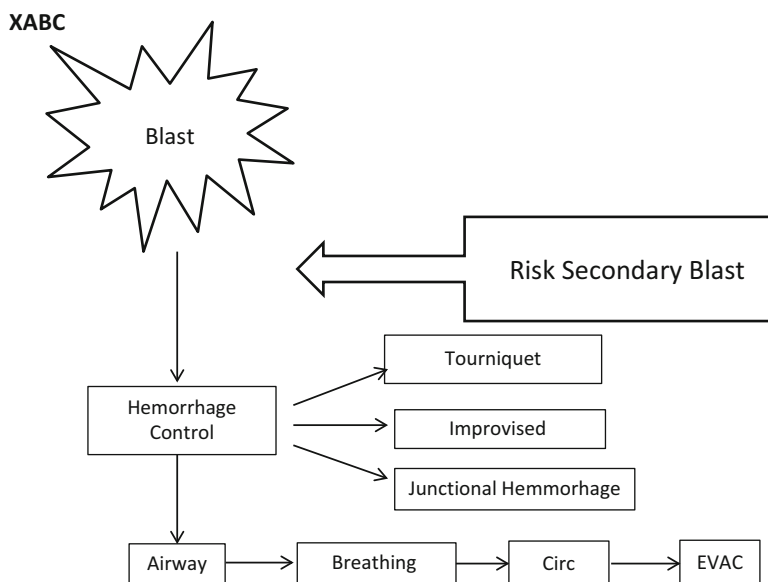 XABC
Blast
Risk Secondary Blast
Tourniquet
Hemorrhage
Control
Improvised
Junctional Hemmorhage
Airway
Breathing
Circ
EVAC